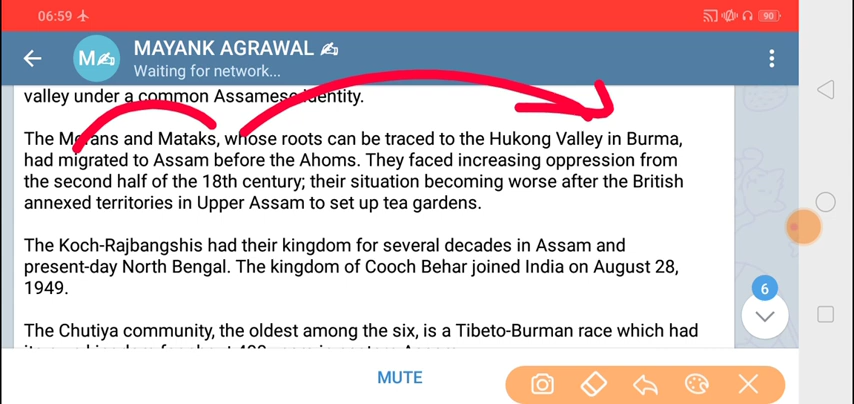 06:59
90
M
MAYANK AGRAWAL
Waiting for network...
valley under a common Assamese identity.
The Morans and Mataks, whose roots can be traced to the Hukong Valley in Burma,
had migrated to Assam before the Ahoms. They faced increasing oppression from
the second half of the 18th century; their situation becoming worse after the British
annexed territories in Upper Assam to set up tea gardens.
The Koch-Rajbangshis had their kingdom for several decades in Assam and
present-day North Bengal. The kingdom of Cooch Behar joined India on August 28,
1949.
6
The Chutiya community, the oldest among the six, is a Tibeto-Burman race which had
MUTE